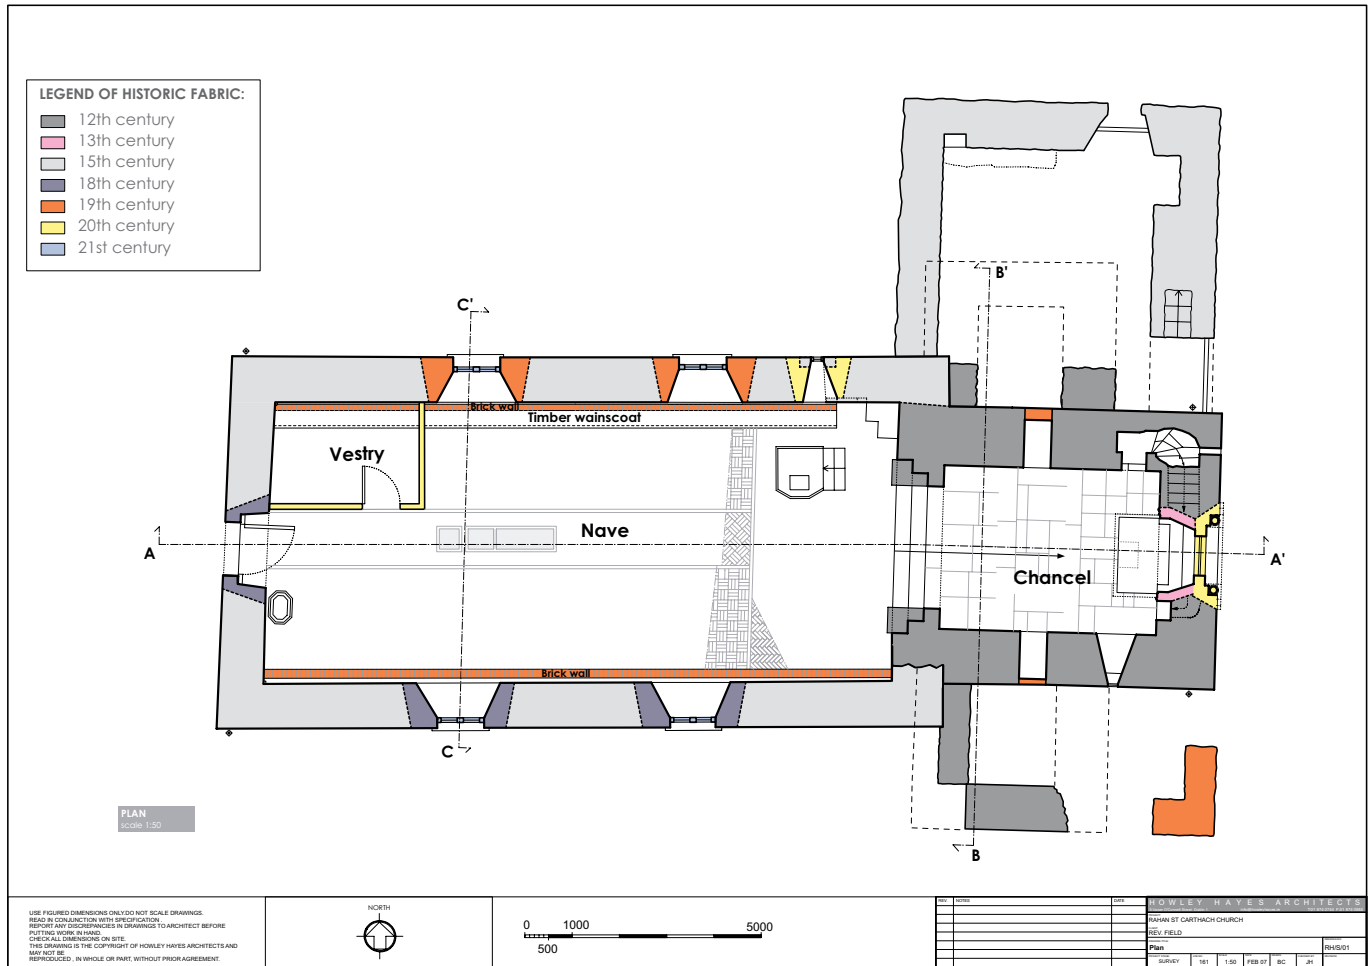 LEGEND OF HISTORIC FABRIC:
12th century
13th century
15th century
18th century
19th century
20th century
21st century
B'
C'
Brick wall
Timber wainscoat
Vestry
Nave
A
A'
Chancel
Brick wall
C
B
PLAN
scale 1:50
USE FIGURED DIMENSIONS ONLY.DO NOT SCALE DRAWINGS.
READ IN CONJUNCTION WITH SPECIFICATION .
REPORT ANY DISCREPANCIES IN DRAWINGS TO ARCHITECT BEFORE
PUTTING WORK IN HAND.
CHECK ALL DIMENSIONS ON SITE.
THIS DRAWING IS THE COPYRIGHT OF HOWLEY HAYES ARCHITECTS AND
MAY NOT BE
REPRODUCED , IN WHOLE OR PART, WITHOUT PRIOR AGREEMENT.
NORTH
0 1000 5000
500
REV. NOTES DATE
HOWLEY HAYES ARCHITECTS
RAHAN ST CARTHACH CHURCH
REV. FIELD
Plan
RH/S/01
SURVEY 161 1:50 FEB 07 BC JH